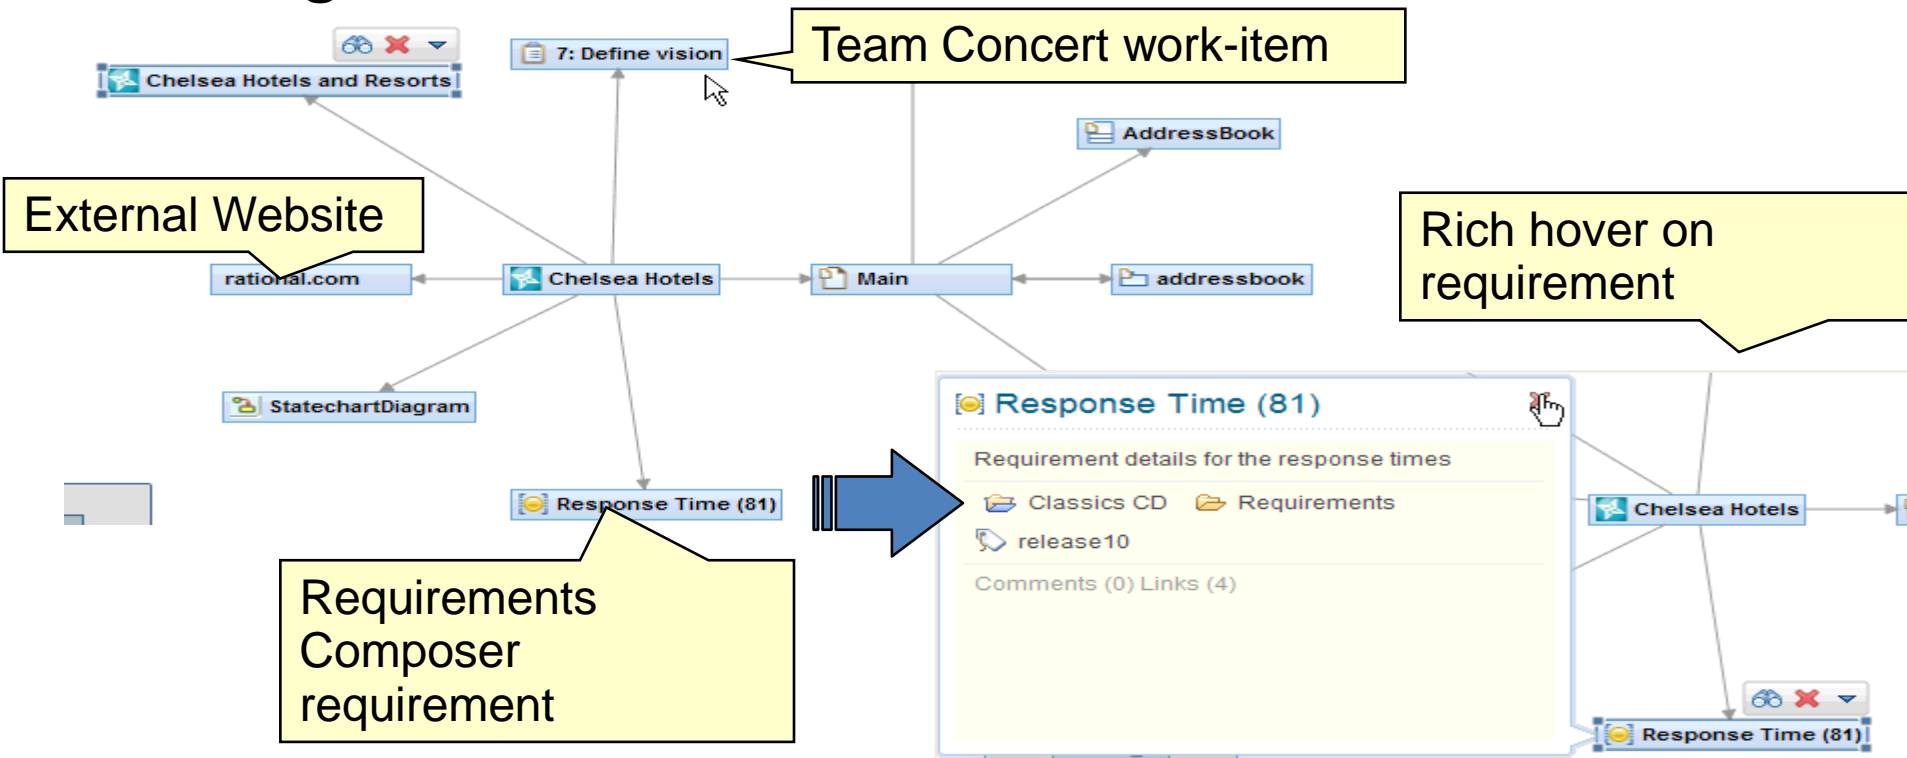 Team Concert work-item
7: Define vision
Chelsea Hotels and Resorts
AddressBook
External Website
Rich hover on
requirement
rational.com
Chelsea Hotels
Main
addressbook
StatechartDiagram
Response Time (81)
Requirements
Composer
requirement
Response Time (81)
Requirement details for the response times
Classics CD Requirements
release10
Comments (0) Links (4)
Chelsea Hotels
Response Time (81)